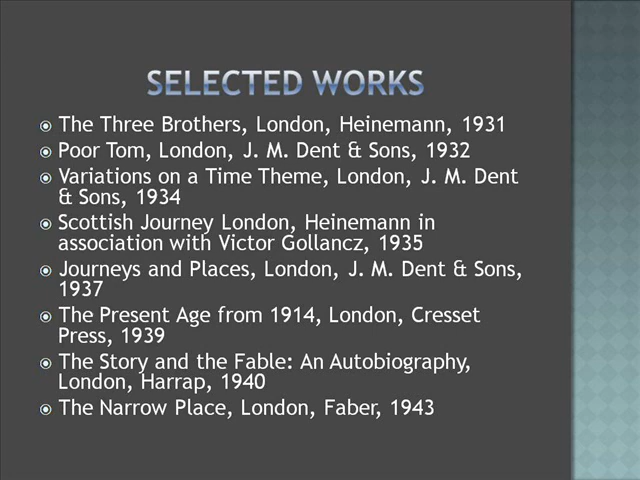 SELECTED WORKS
The Three Brothers, London, Heinemann, 1931
Poor Tom, London, J. M. Dent & Sons, 1932
Variations on a Time Theme, London, J. M. Dent
& Sons, 1934
Scottish Journey London, Heinemann in
association with Victor Gollancz, 1935
Journeys and Places, London, J. M. Dent & Sons,
1937
The Present Age from 1914, London, Cresset
Press, 1939
The Story and the Fable: An Autobiography,
London, Harrap, 1940
The Narrow Place, London, Faber, 1943